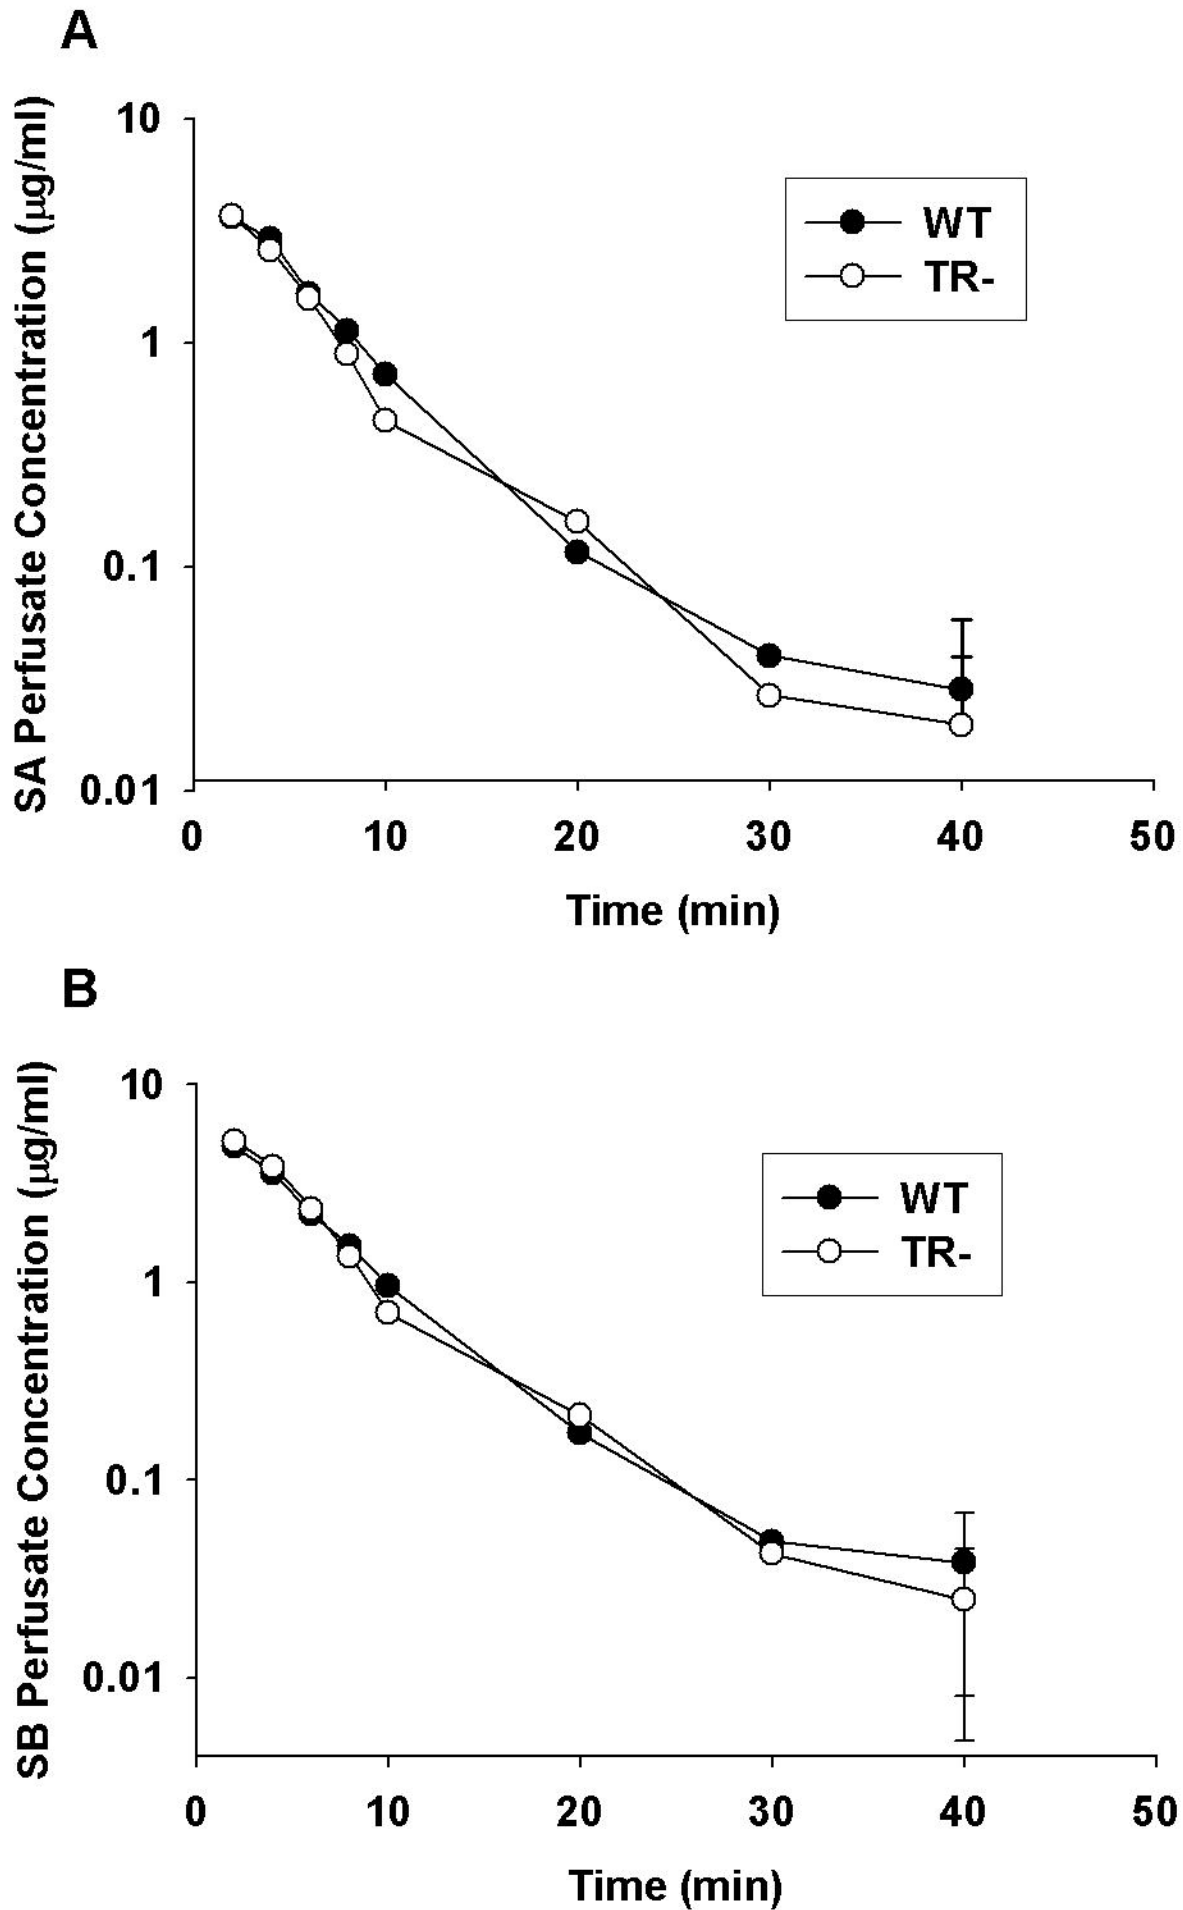 A
SA Perfusate Concentration (μg/ml)
10
1
0.1
0.01
WT
TR-
0 10 20 30 40 50
Time (min)
B
SB Perfusate Concentration (μg/ml)
10
1
0.1
0.01
WT
TR-
0 10 20 30 40 50
Time (min)